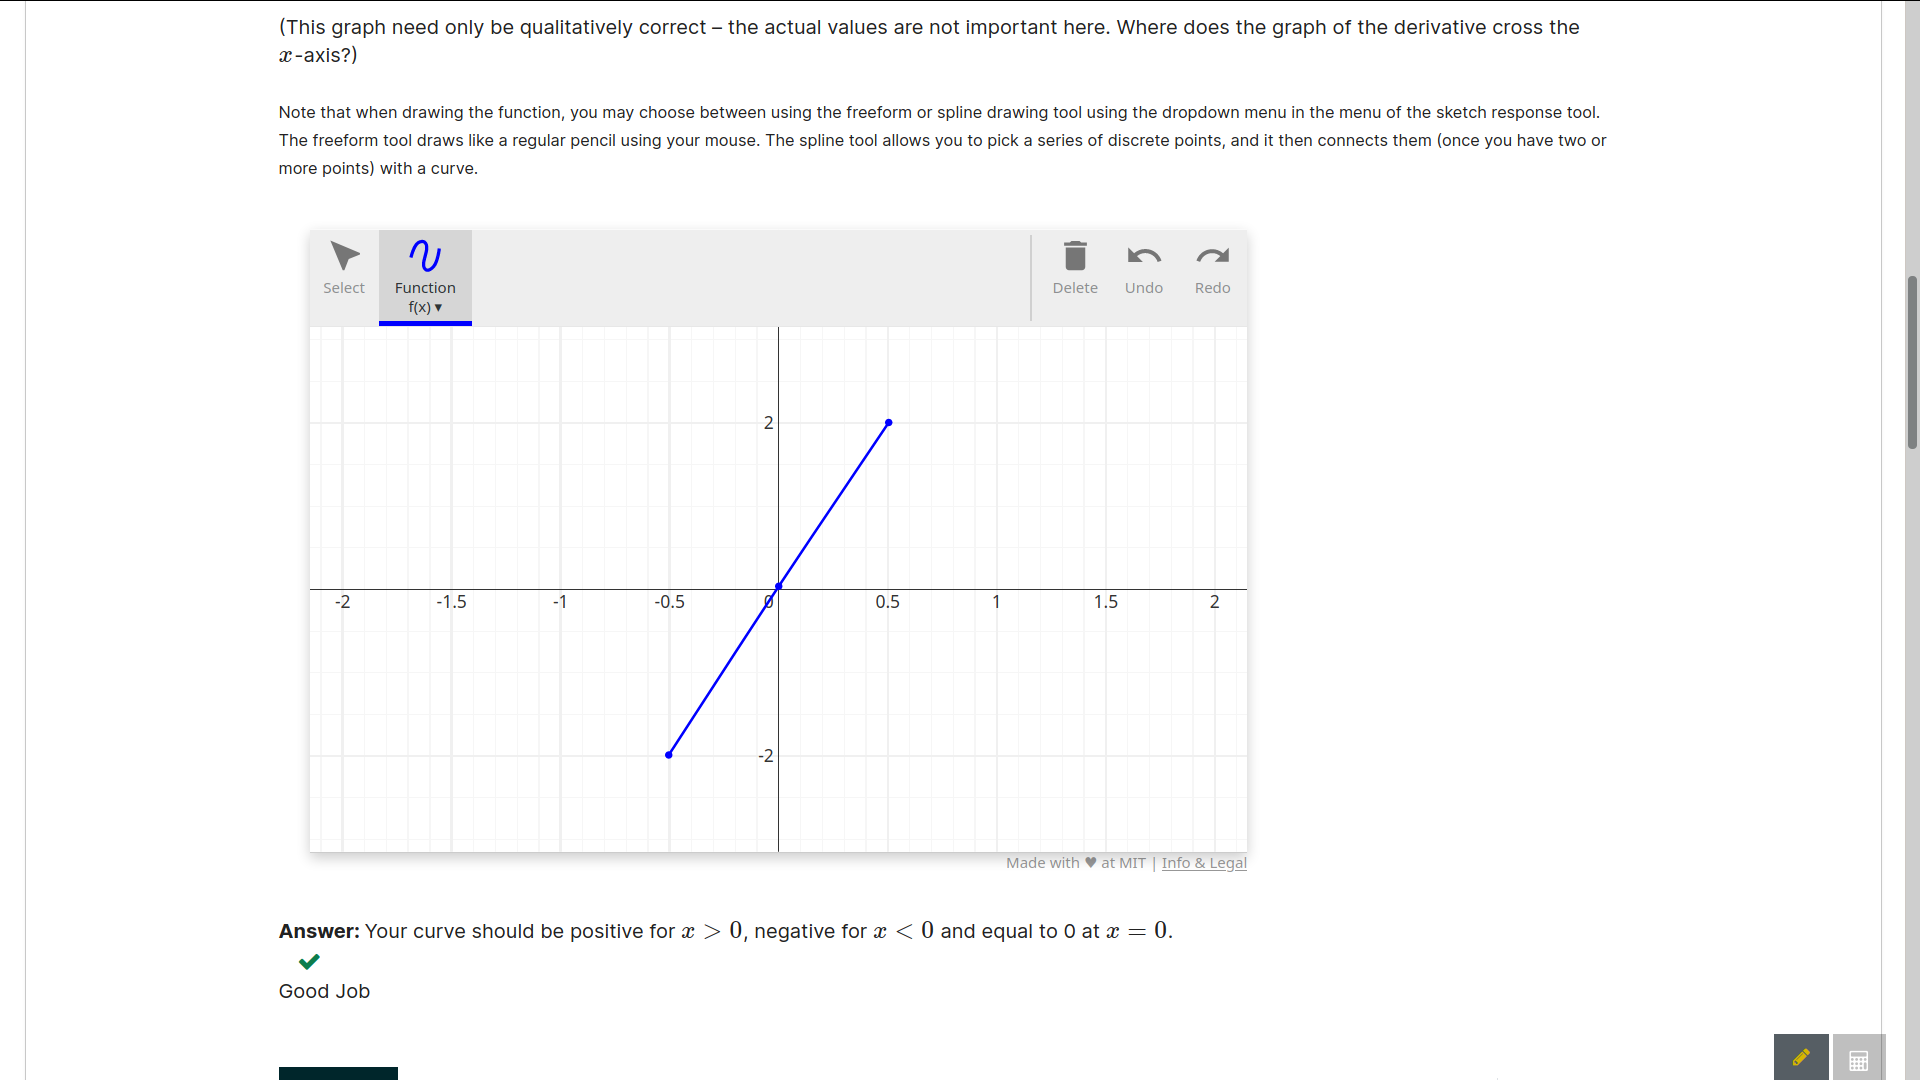 (This graph need only be qualitatively correct – the actual values are not important here. Where does the graph of the derivative cross the
x-axis?)
Note that when drawing the function, you may choose between using the freeform or spline drawing tool using the dropdown menu in the menu of the sketch response tool.
The freeform tool draws like a regular pencil using your mouse. The spline tool allows you to pick a series of discrete points, and it then connects them (once you have two or
more points) with a curve.
Select
Function
f(x) ▾
Delete
Undo
Redo
2
-2 -1.5 -1 -0.5 0 0.5 1 1.5 2
-2
Made with ♥ at MIT | Info & Legal
Answer: Your curve should be positive for x > 0, negative for x < 0 and equal to 0 at x = 0.
Good Job